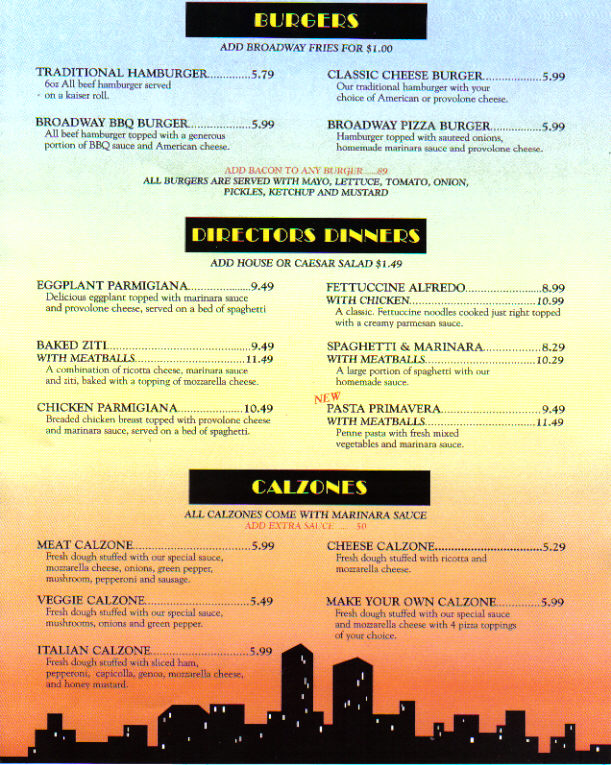 BURGERS
ADD BROADWAY FRIES FOR $1.00
TRADITIONAL HAMBURGER..............5.79
6oz All beef hamburger served
on a kaiser roll.
CLASSIC CHEESE BURGER..................5.99
Our traditional hamburger with your
choice of American or provolone cheese.
BROADWAY BBQ BURGER....................5.99
All beef hamburger topped with a generous
portion of BBQ sauce and American cheese.
BROADWAY PIZZA BURGER................5.99
Hamburger topped with sauteed onions,
homemade marinara sauce and provolone cheese.
ADD BACON TO ANY BURGER.....89
ALL BURGERS ARE SERVED WITH MAYO, LETTUCE, TOMATO, ONION,
PICKLES, KETCHUP AND MUSTARD
DIRECTORS DINNERS
ADD HOUSE OR CAESAR SALAD $1.49
EGGPLANT PARMIGIANA....................9.49
Delicious eggplant topped with marinara sauce
and provolone cheese, served on a bed of spaghetti
FETTUCCINE ALFREDO........................8.99
WITH CHICKEN........................................10.99
A classic. Fettuccine noodles cooked just right topped
with a creamy parmesan sauce.
BAKED ZITI..............................................9.49
WITH MEATBALLS...................................11.49
A combination of ricotta cheese, marinara sauce
and ziti, baked with a topping of mozzarella cheese.
SPAGHETTI & MARINARA..................8.29
WITH MEATBALLS...................................10.29
A large portion of spaghetti with our
homemade sauce.
CHICKEN PARMIGIANA.....................10.49
Breaded chicken breast topped with provolone cheese
and marinara sauce, served on a bed of spaghetti.
NEW
PASTA PRIMAVERA................................9.49
WITH MEATBALLS...................................11.49
Penne pasta with fresh mixed
vegetables and marinara sauce.
CALZONES
ALL CALZONES COME WITH MARINARA SAUCE
ADD EXTRA SAUCE .... 50
MEAT CALZONE.....................................5.99
Fresh dough stuffed with our special sauce,
mozzarella cheese, onions, green pepper,
mushroom, pepperoni and sausage.
CHEESE CALZONE.................................5.29
Fresh dough stuffed with ricotta and
mozzarella cheese.
VEGGIE CALZONE.................................5.49
Fresh dough stuffed with our special sauce,
mushrooms, onions and green pepper.
MAKE YOUR OWN CALZONE..............5.99
Fresh dough stuffed with our special sauce
and mozzarella cheese with 4 pizza toppings
of your choice.
ITALIAN CALZONE................................5.99
Fresh dough stuffed with sliced ham,
pepperoni, capicolla, genoa, mozzarella cheese,
and honey mustard.